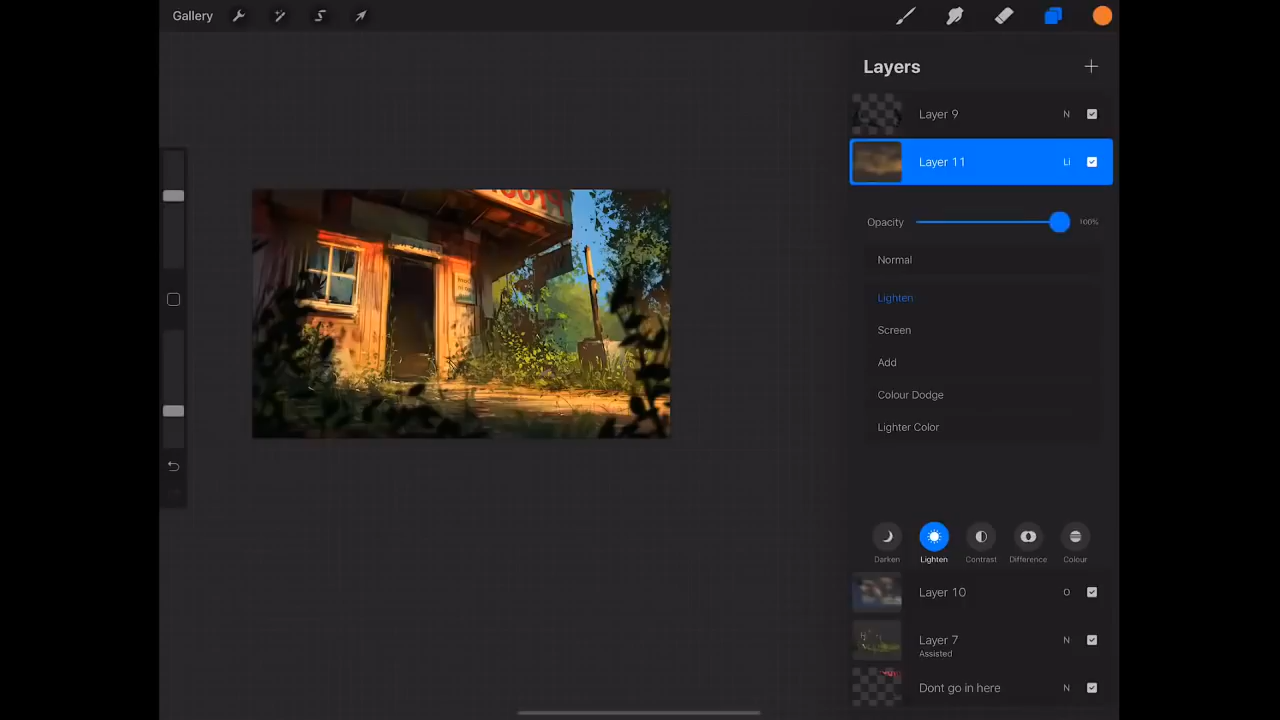 Gallery
Layers
Layer 9
N
Layer 11
Li
Opacity
100%
Normal
Lighten
Screen
Add
Colour Dodge
Lighter Color
Darken
Lighten
Contrast
Difference
Colour
Layer 10
O
Layer 7
N
Assisted
Dont go in here
N